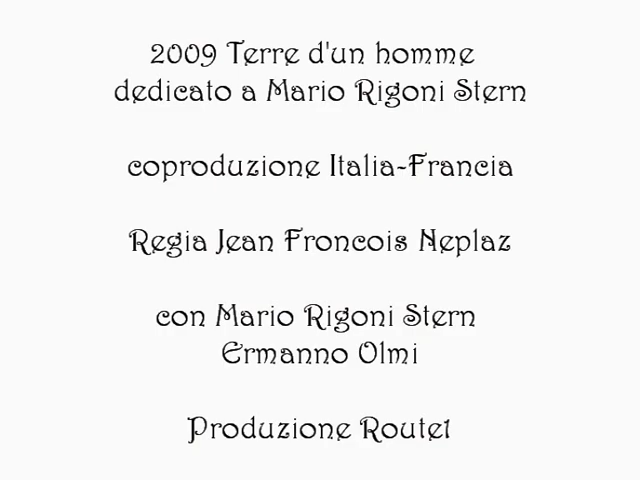 2009 Terre d'un homme
dedicato a Mario Rigoni Stern
coproduzione Italia-Francia
Regia Jean Froncois Neplaz
con Mario Rigoni Stern
Ermanno Olmi
Produzione Route1